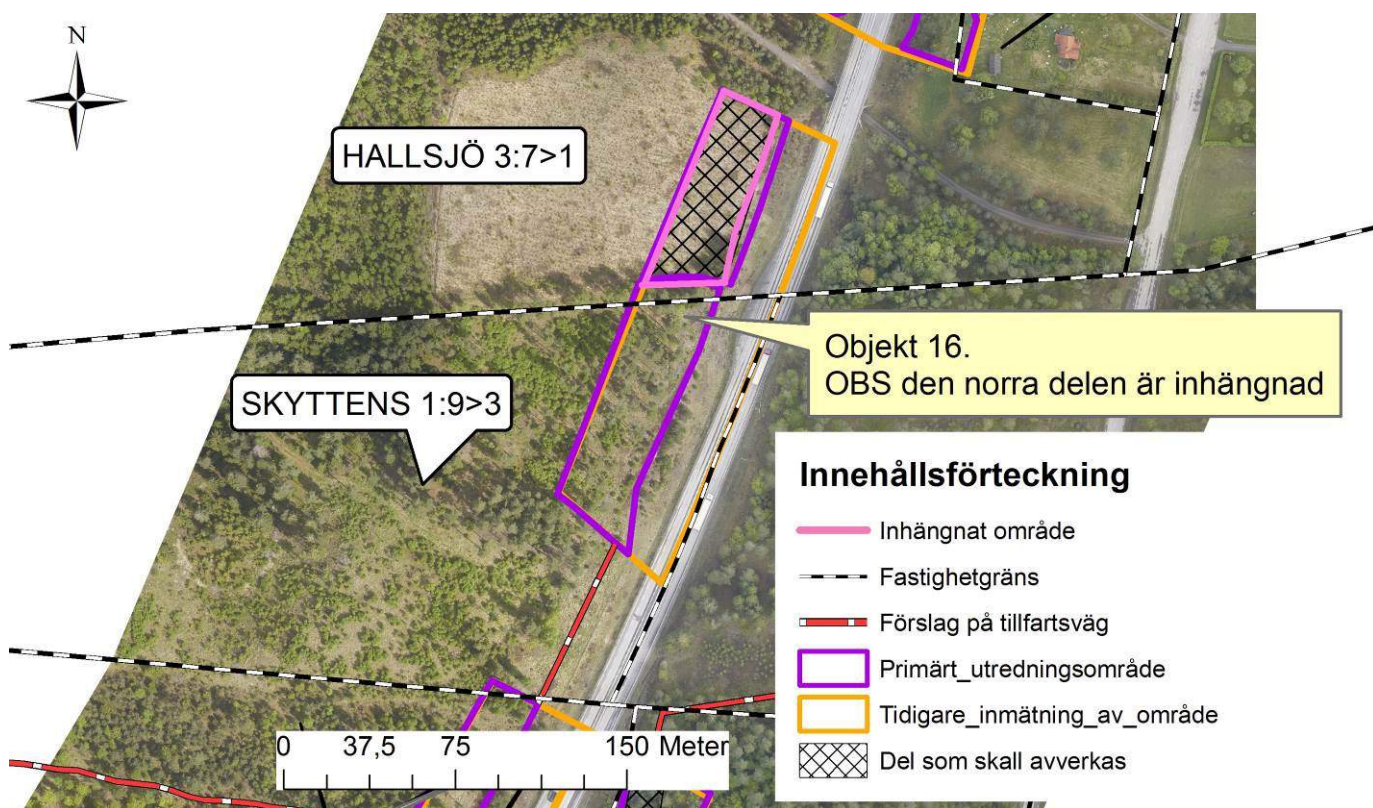 N
HALLSJÖ 3:7>1
SKYTTENS 1:9>3
Objekt 16.
OBS den norra delen är inhängnad
Innehållsförteckning
Inhängnat område
Fastighetgräns
Förslag på tillfartsväg
Primärt_utredningsområde
Tidigare_inmätning_av_område
Del som skall avverkas
0 37,5 75 150 Meter